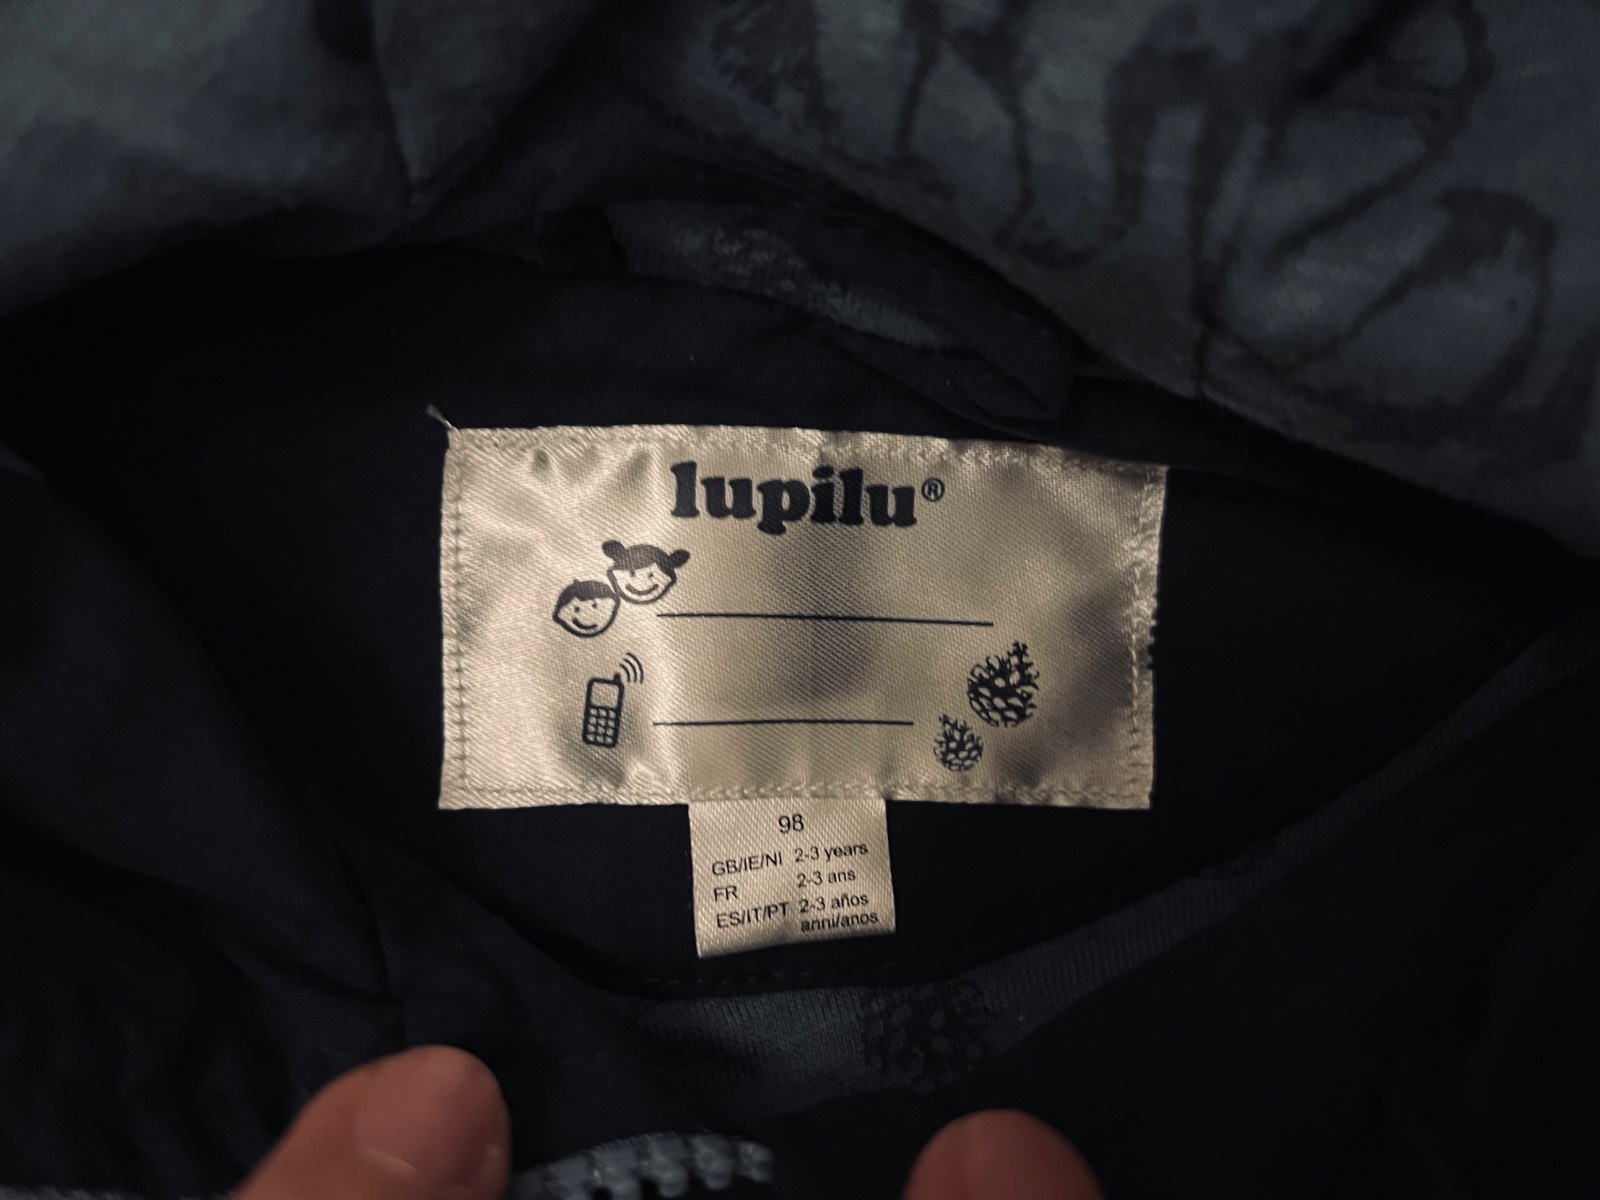 lupilu®
98
GB/IE/NI 2-3 years
FR 2-3 ans
ES/IT/PT 2-3 años
anni/anos